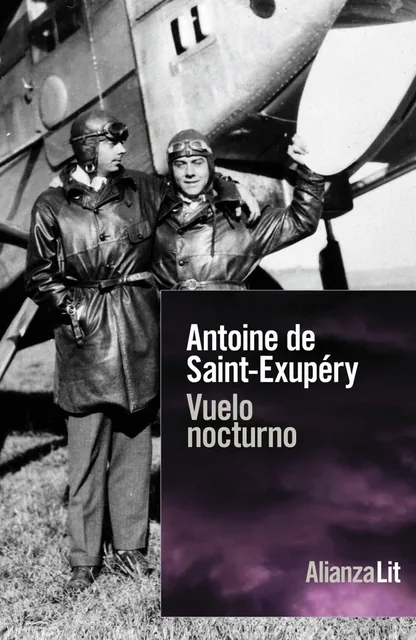 Antoine de
Saint-Exupéry
Vuelo
nocturno
AlianzaLit